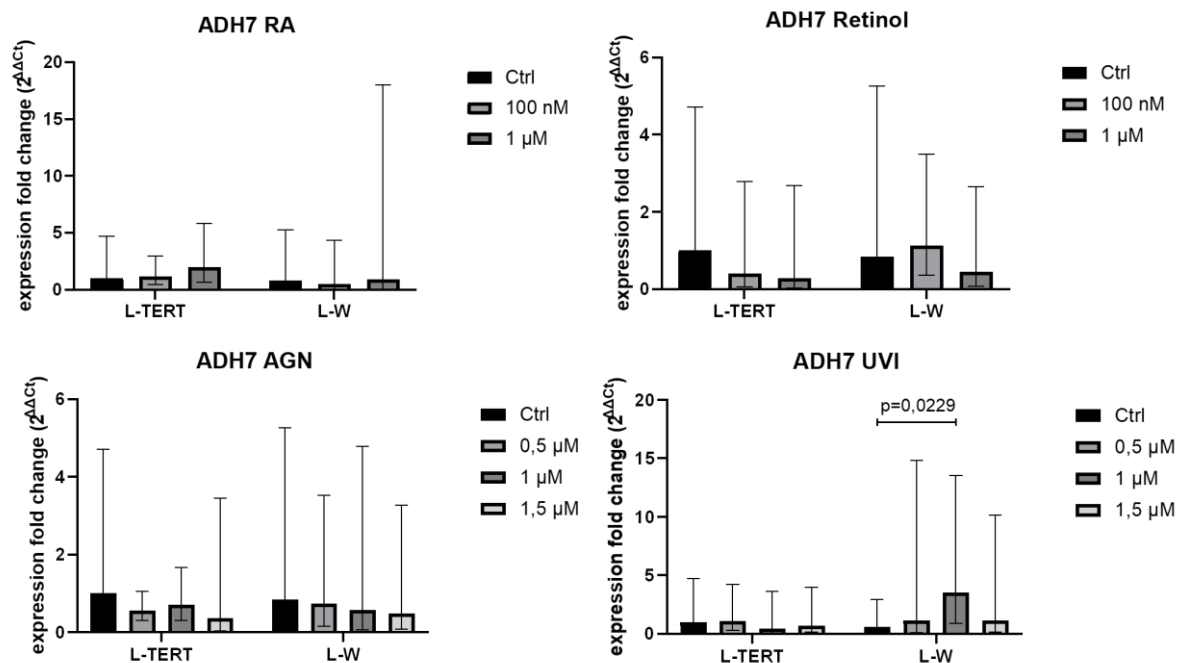 ADH7 RA
expression fold change (2^ΔΔCt)
20
15
10
5
0
L-TERT
L-W
Ctrl
100 nM
1 µM
ADH7 Retinol
expression fold change (2^ΔΔCt)
6
4
2
0
L-TERT
L-W
Ctrl
100 nM
1 µM
ADH7 AGN
expression fold change (2^ΔΔCt)
6
4
2
0
L-TERT
L-W
Ctrl
0,5 µM
1 µM
1,5 µM
ADH7 UVI
expression fold change (2^ΔΔCt)
20
15
10
5
0
p=0,0229
L-TERT
L-W
Ctrl
0,5 µM
1 µM
1,5 µM